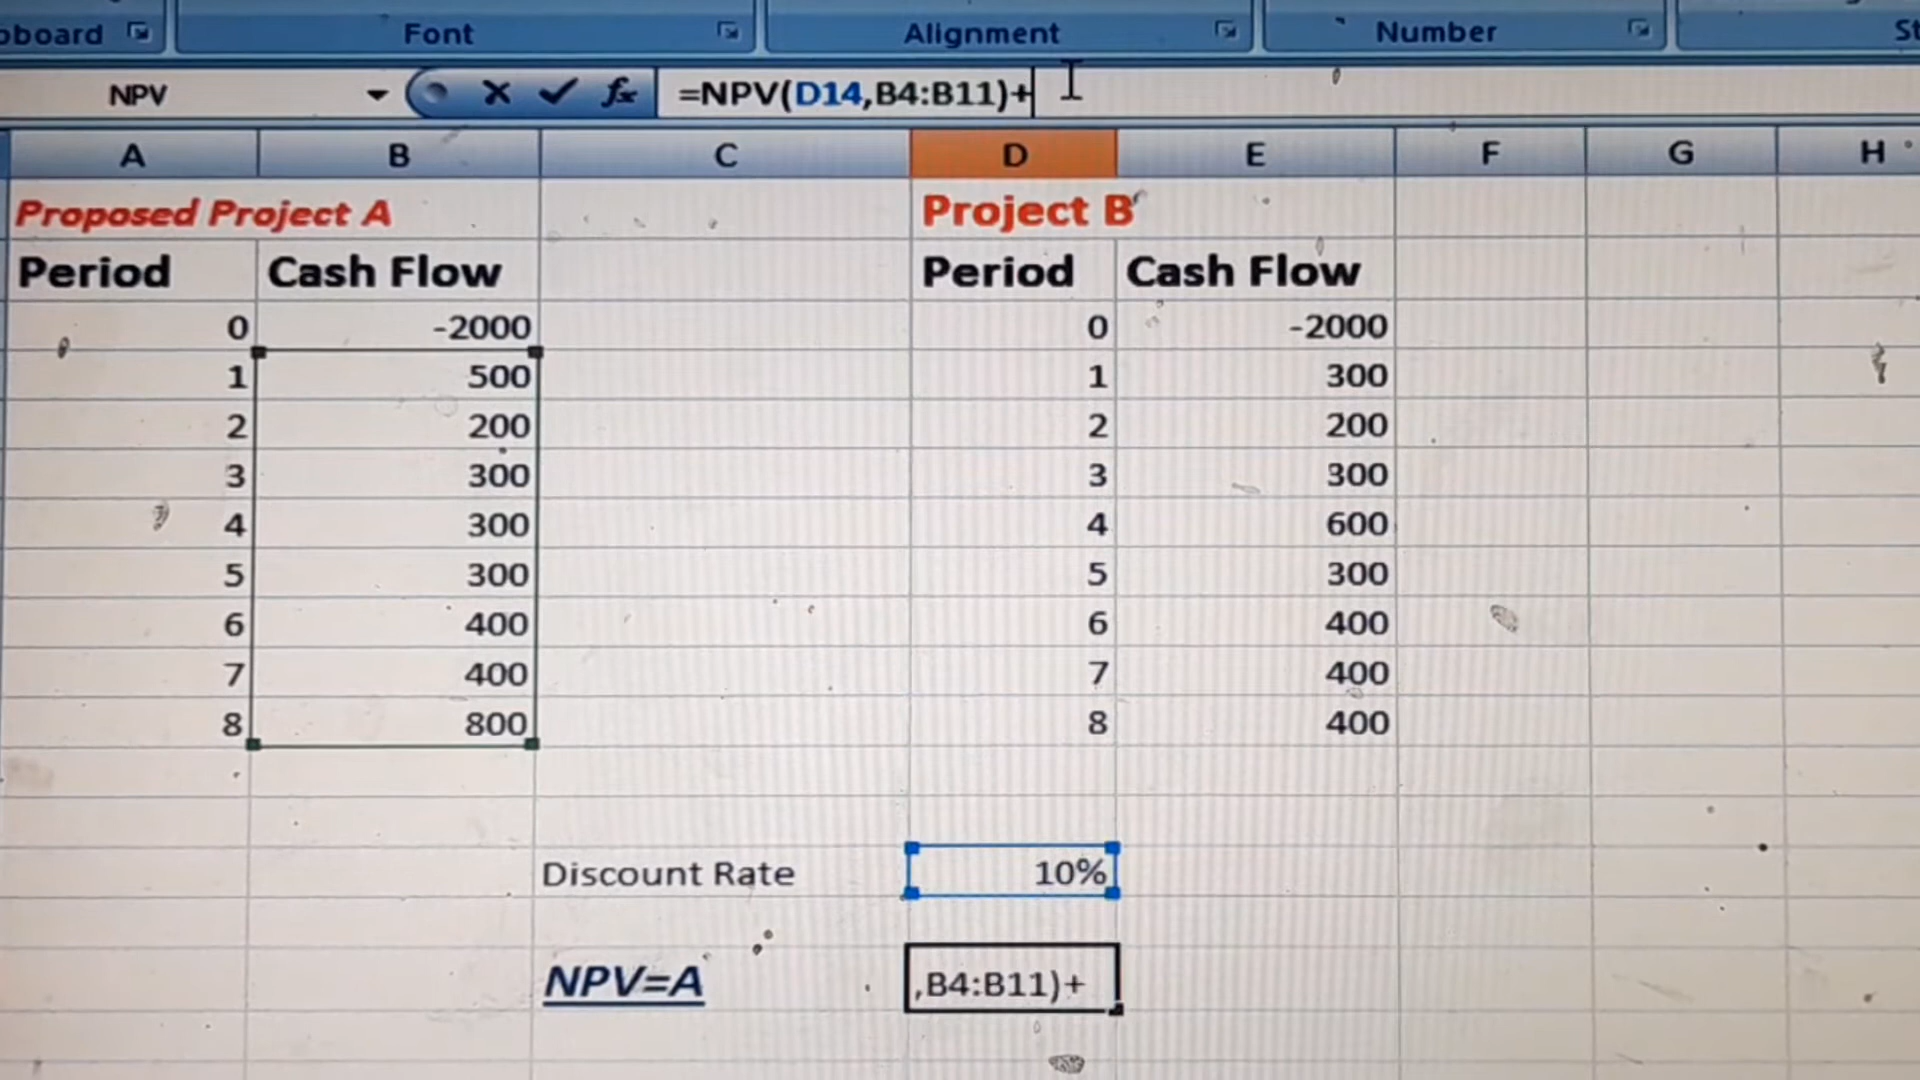 Font Alignment Number
NPV fx =NPV(D14,B4:B11)+
A B C D E F G H
Proposed Project A Project B
Period Cash Flow Period Cash Flow
0 -2000 0 -2000
1 500 1 300
2 200 2 200
3 300 3 300
4 300 4 600
5 300 5 300
6 400 6 400
7 400 7 400
8 800 8 400
Discount Rate 10%
NPV=A ,B4:B11)+